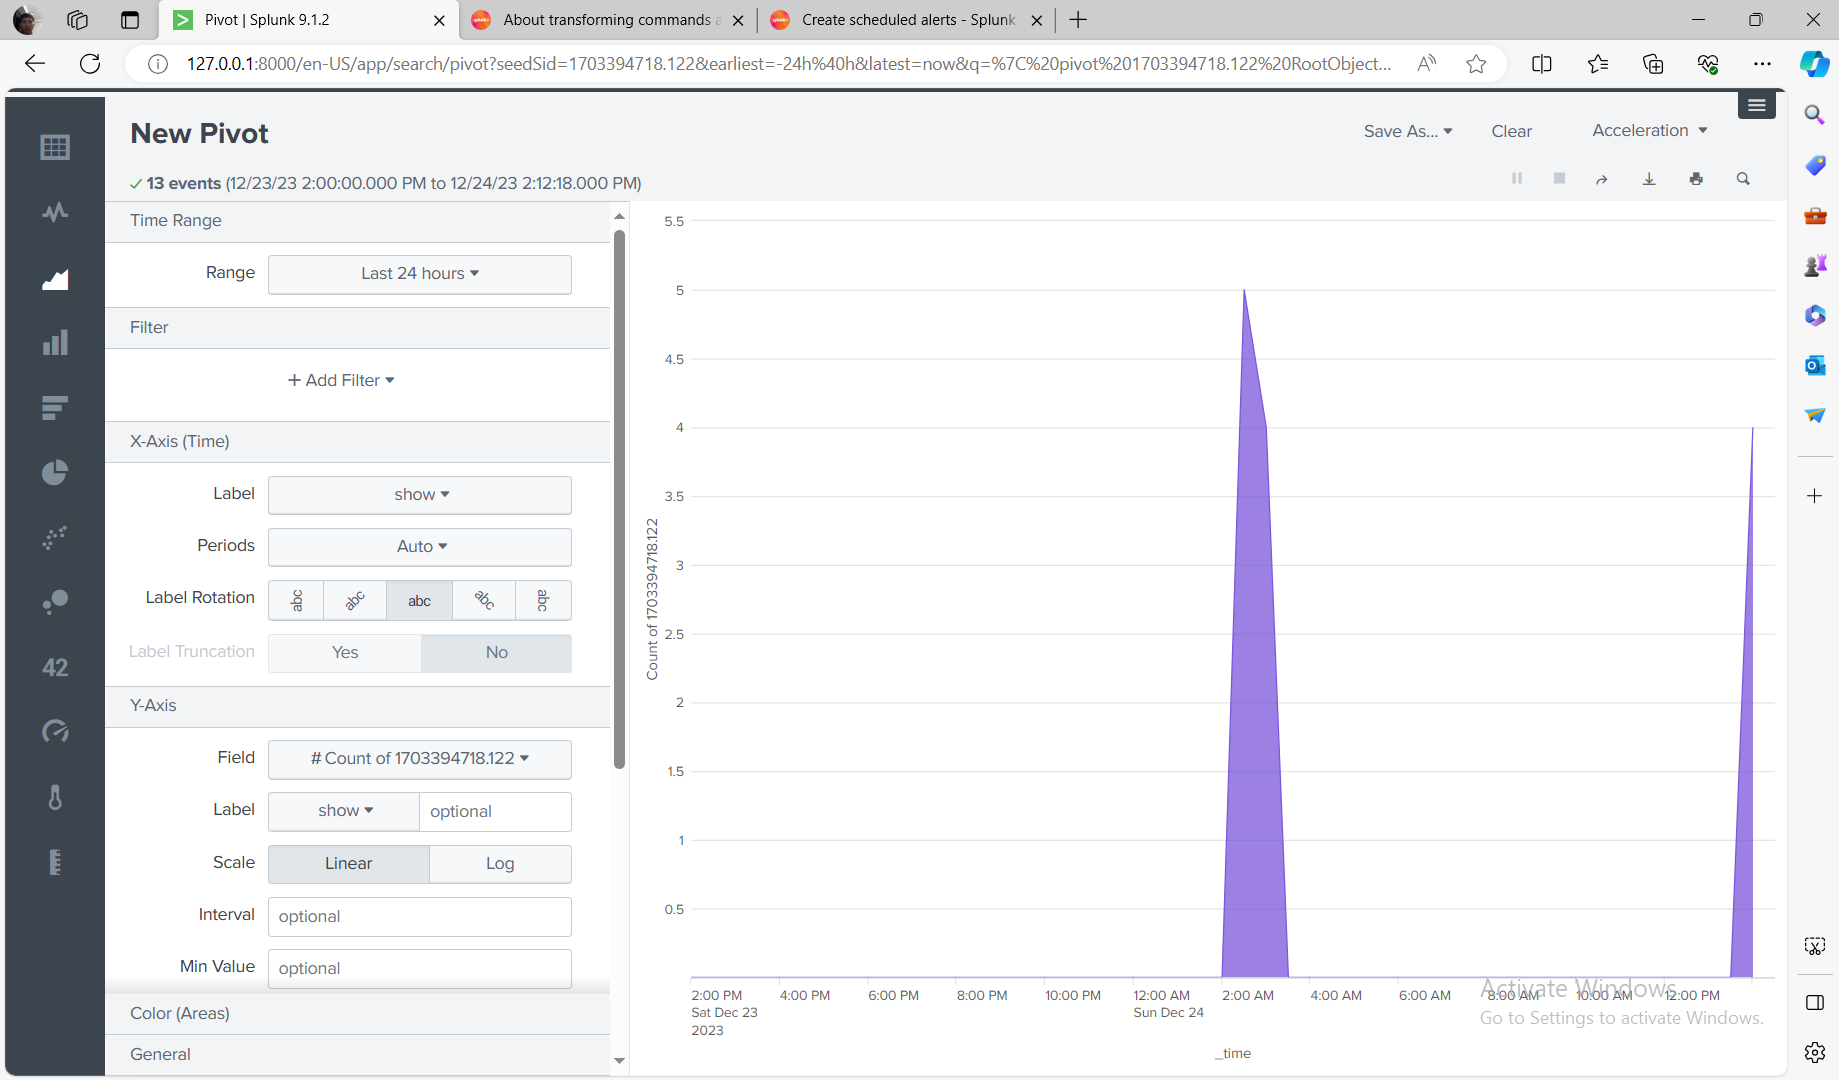 Pivot | Splunk 9.1.2
About transforming commands a
Create scheduled alerts - Splunk
127.0.0.1:8000/en-US/app/search/pivot?seedSid=1703394718.122&earliest=-24h%40h&latest=now&q=%7C%20pivot%201703394718.122%20RootObject...
New Pivot
Save As...
Clear
Acceleration
13 events (12/23/23 2:00:00.000 PM to 12/24/23 2:12:18.000 PM)
Time Range
Range
Last 24 hours
Filter
+ Add Filter
X-Axis (Time)
Label
show
Periods
Auto
Label Rotation
abc abc abc abc abc
Label Truncation
Yes
No
Y-Axis
Field
# Count of 1703394718.122
Label
show
optional
Scale
Linear
Log
Interval
optional
Min Value
optional
Color (Areas)
General
42
5.5
5
4.5
4
3.5
3
2.5
2
1.5
1
0.5
Count of 1703394718.122
2:00 PM
Sat Dec 23
2023
4:00 PM
6:00 PM
8:00 PM
10:00 PM
12:00 AM
Sun Dec 24
2:00 AM
4:00 AM
6:00 AM
8:00 AM
10:00 AM
12:00 PM
_time
Activate Windows
Go to Settings to activate Windows.